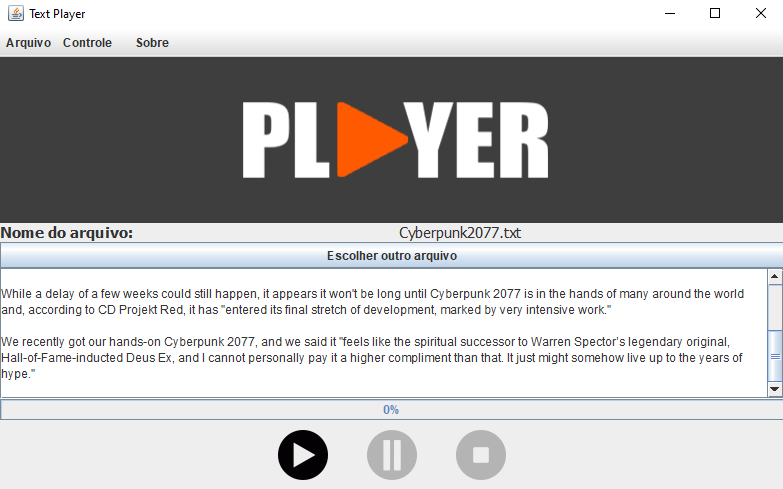 Text Player
Arquivo Controle Sobre
PLAYER
Nome do arquivo: Cyberpunk2077.txt
Escolher outro arquivo
While a delay of a few weeks could still happen, it appears it won't be long until Cyberpunk 2077 is in the hands of many around the world
and, according to CD Projekt Red, it has "entered its final stretch of development, marked by very intensive work."
We recently got our hands-on Cyberpunk 2077, and we said it "feels like the spiritual successor to Warren Spector's legendary original,
Hall-of-Fame-inducted Deus Ex, and I cannot personally pay it a higher compliment than that. It just might somehow live up to the years of
hype."
0%